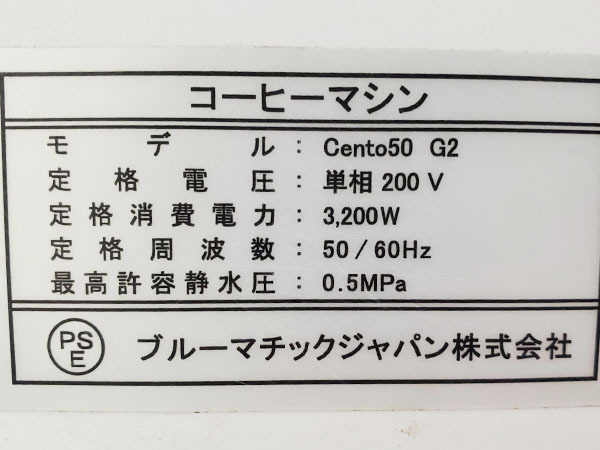 コーヒーマシン
モデル : Cento50 G2
定格電圧 : 単相 200 V
定格消費電力 : 3,200W
定格周波数 : 50 / 60Hz
最高許容静水圧 : 0.5MPa
PS E ブルーマチックジャパン株式会社